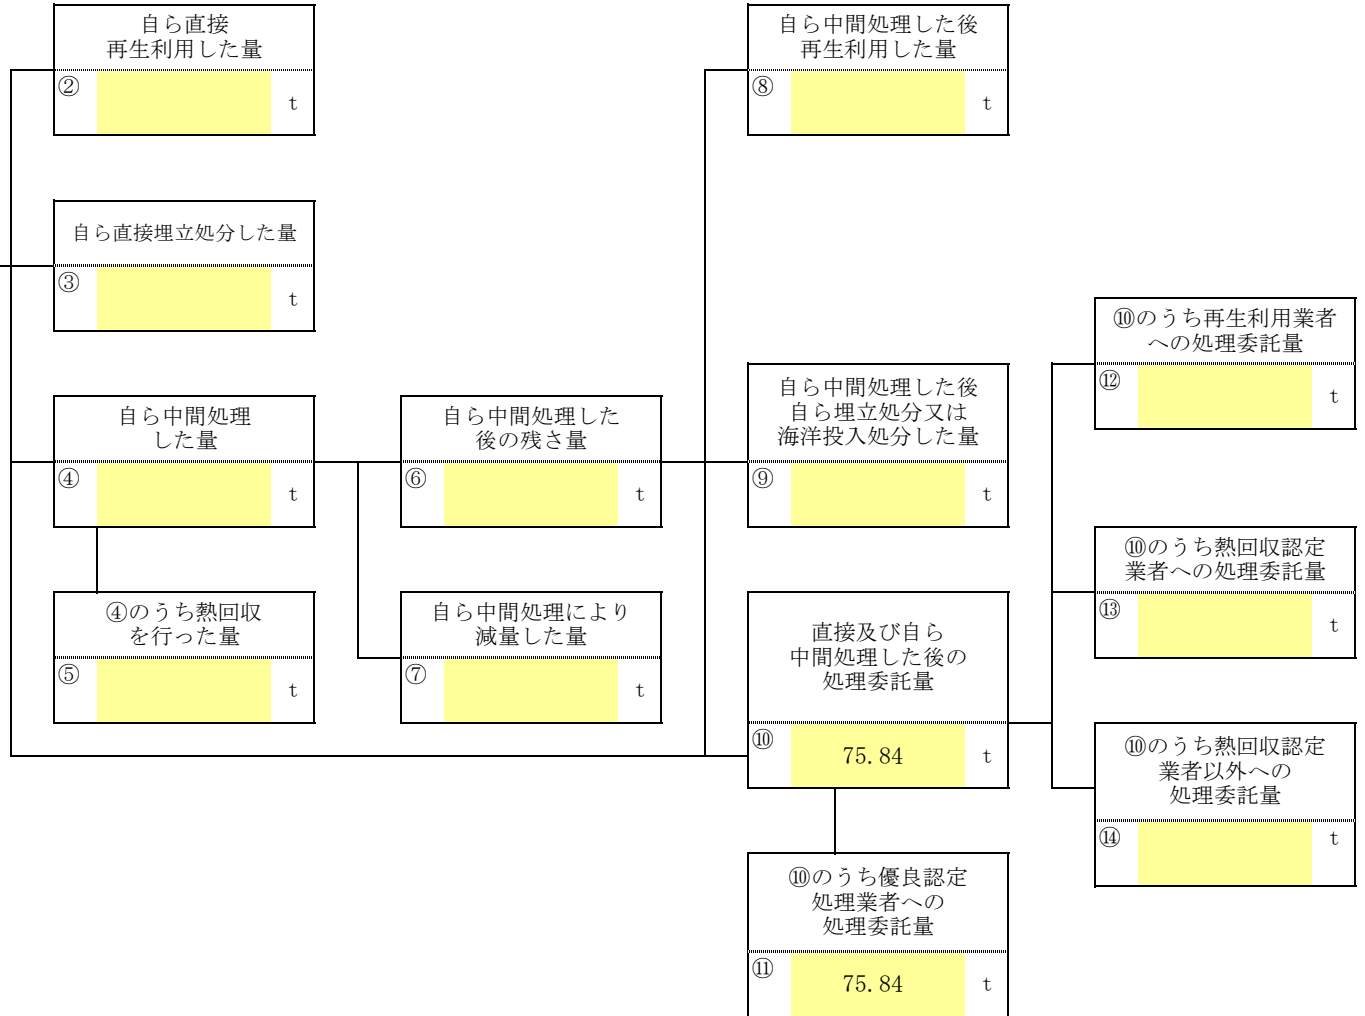 自ら直接
再生利用した量
② t
自ら中間処理した後
再生利用した量
⑧ t
自ら直接埋立処分した量
③ t
⑩のうち再生利用業者
への処理委託量
⑫ t
自ら中間処理
した量
④ t
自ら中間処理した
後の残さ量
⑥ t
自ら中間処理した後
自ら埋立処分又は
海洋投入処分した量
⑨ t
⑩のうち熱回収認定
業者への処理委託量
⑬ t
④のうち熱回収
を行った量
⑤ t
自ら中間処理により
減量した量
⑦ t
直接及び自ら
中間処理した後の
処理委託量
⑩ 75.84 t
⑩のうち熱回収認定
業者以外への
処理委託量
⑭ t
⑩のうち優良認定
処理業者への
処理委託量
⑪ 75.84 t